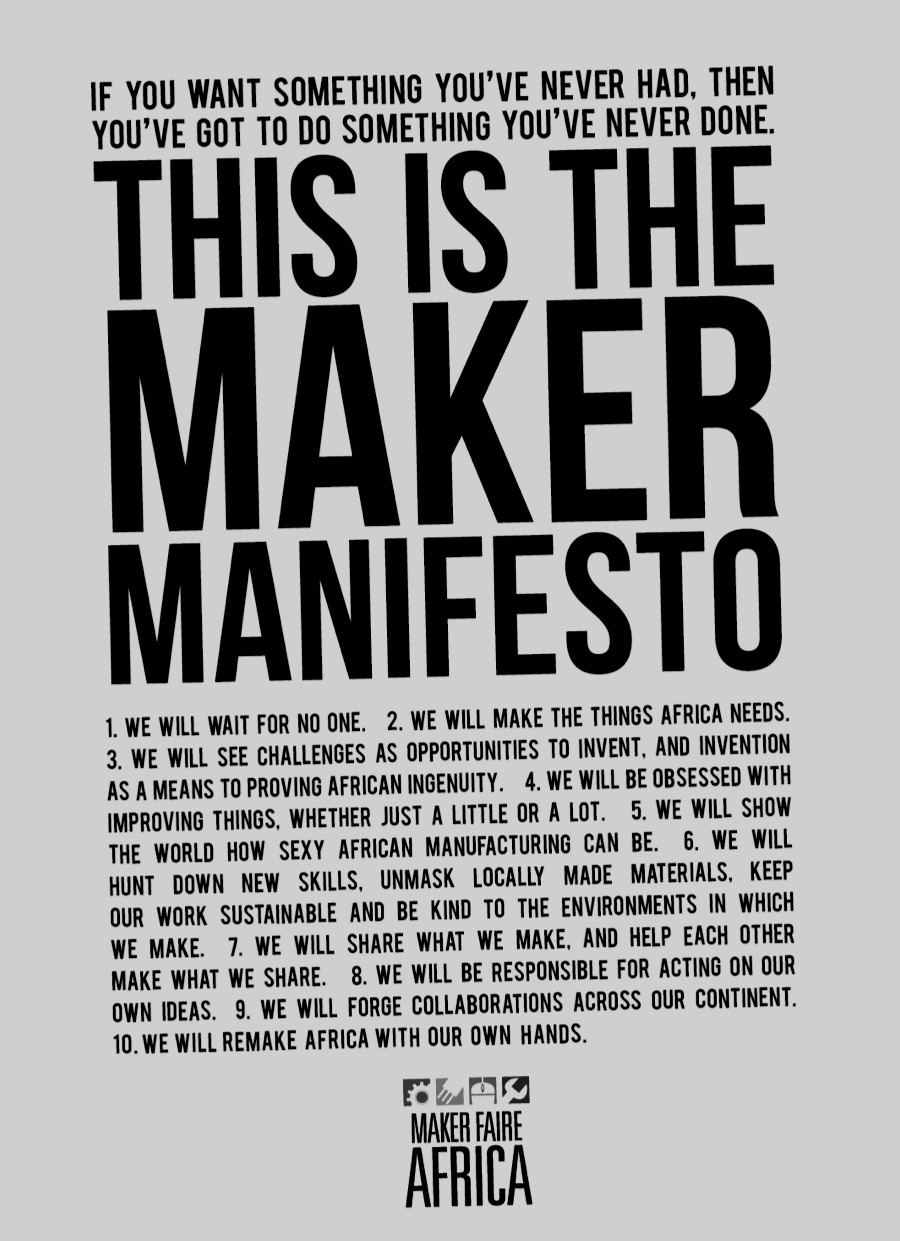 IF YOU WANT SOMETHING YOU'VE NEVER HAD, THEN
YOU'VE GOT TO DO SOMETHING YOU'VE NEVER DONE.
THIS IS THE
MAKER
MANIFESTO
1. WE WILL WAIT FOR NO ONE. 2. WE WILL MAKE THE THINGS AFRICA NEEDS.
3. WE WILL SEE CHALLENGES AS OPPORTUNITIES TO INVENT, AND INVENTION
AS A MEANS TO PROVING AFRICAN INGENUITY. 4. WE WILL BE OBSESSED WITH
IMPROVING THINGS, WHETHER JUST A LITTLE OR A LOT. 5. WE WILL SHOW
THE WORLD HOW SEXY AFRICAN MANUFACTURING CAN BE. 6. WE WILL
HUNT DOWN NEW SKILLS, UNMASK LOCALLY MADE MATERIALS, KEEP
OUR WORK SUSTAINABLE AND BE KIND TO THE ENVIRONMENTS IN WHICH
WE MAKE. 7. WE WILL SHARE WHAT WE MAKE, AND HELP EACH OTHER
MAKE WHAT WE SHARE. 8. WE WILL BE RESPONSIBLE FOR ACTING ON OUR
OWN IDEAS. 9. WE WILL FORGE COLLABORATIONS ACROSS OUR CONTINENT.
10. WE WILL REMAKE AFRICA WITH OUR OWN HANDS.
MAKER FAIRE
AFRICA